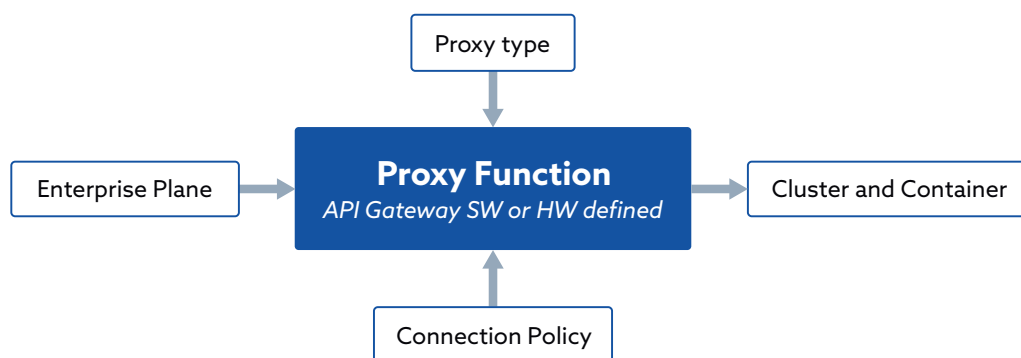 Proxy type
Enterprise Plane
Proxy Function
API Gateway SW or HW defined
Cluster and Container
Connection Policy